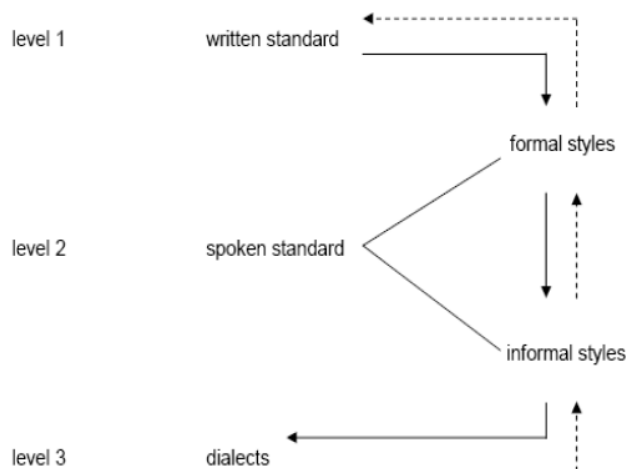 level 1 written standard
formal styles
level 2 spoken standard
informal styles
level 3 dialects